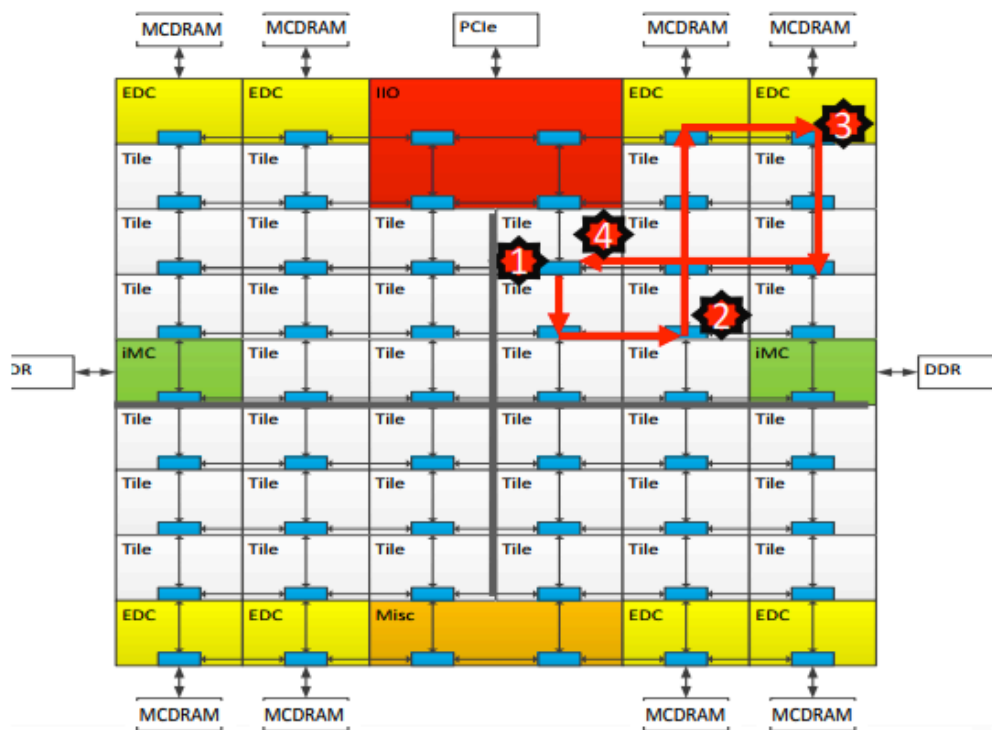 MCDRAM MCDRAM PCIe MCDRAM MCDRAM
EDC EDC IIO EDC EDC
3
Tile Tile Tile Tile
Tile Tile Tile Tile Tile Tile
4
1
Tile Tile Tile Tile Tile Tile
2
iMC Tile Tile Tile Tile iMC
DR DDR
Tile Tile Tile Tile Tile Tile
Tile Tile Tile Tile Tile Tile
Tile Tile Tile Tile Tile Tile
EDC EDC Misc EDC EDC
MCDRAM MCDRAM MCDRAM MCDRAM